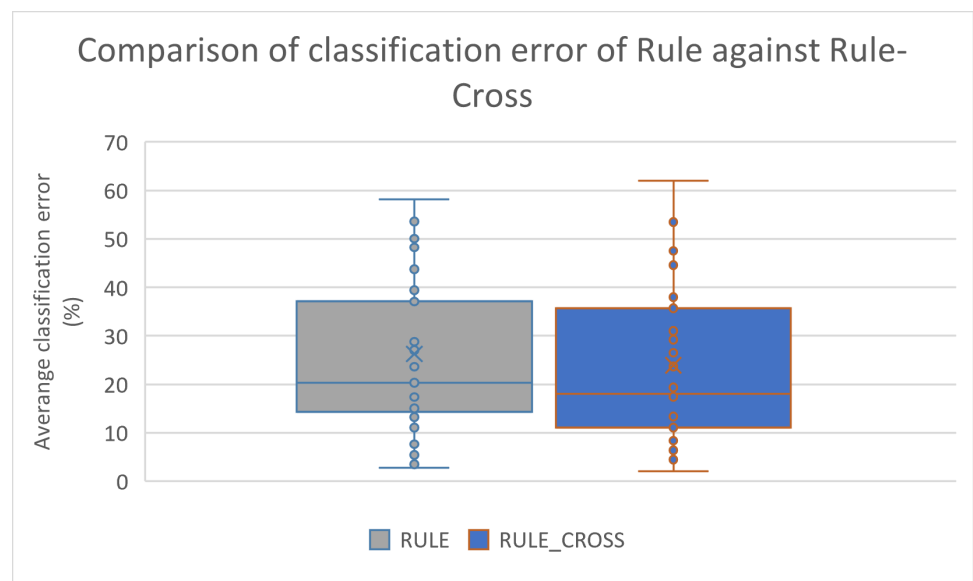 Comparison of classification error of Rule against Rule-
Cross
Averange classification error
(%)
70
60
50
40
30
20
10
0
RULE
RULE_CROSS